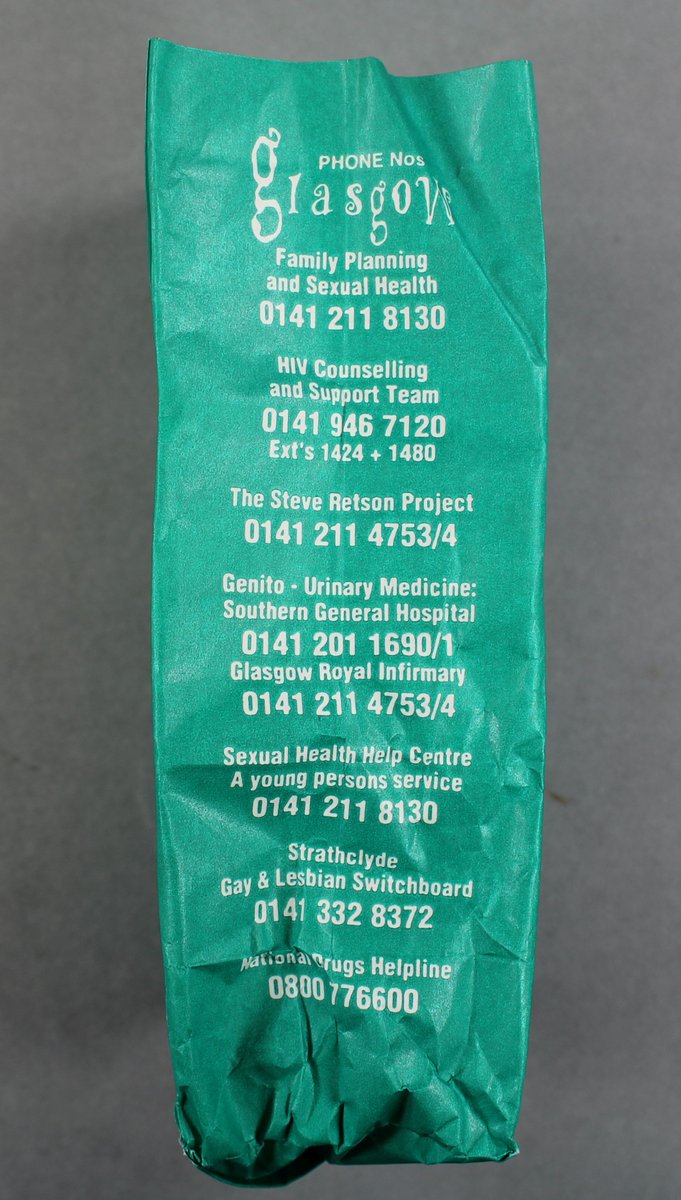 PHONE Nos
glasgow
Family Planning
and Sexual Health
0141 211 8130
HIV Counselling
and Support Team
0141 946 7120
Ext's 1424 + 1480
The Steve Retson Project
0141 211 4753/4
Genito - Urinary Medicine:
Southern General Hospital
0141 201 1690/1
Glasgow Royal Infirmary
0141 211 4753/4
Sexual Health Help Centre
A young persons service
0141 211 8130
Strathclyde
Gay & Lesbian Switchboard
0141 332 8372
National Drugs Helpline
0800 776600